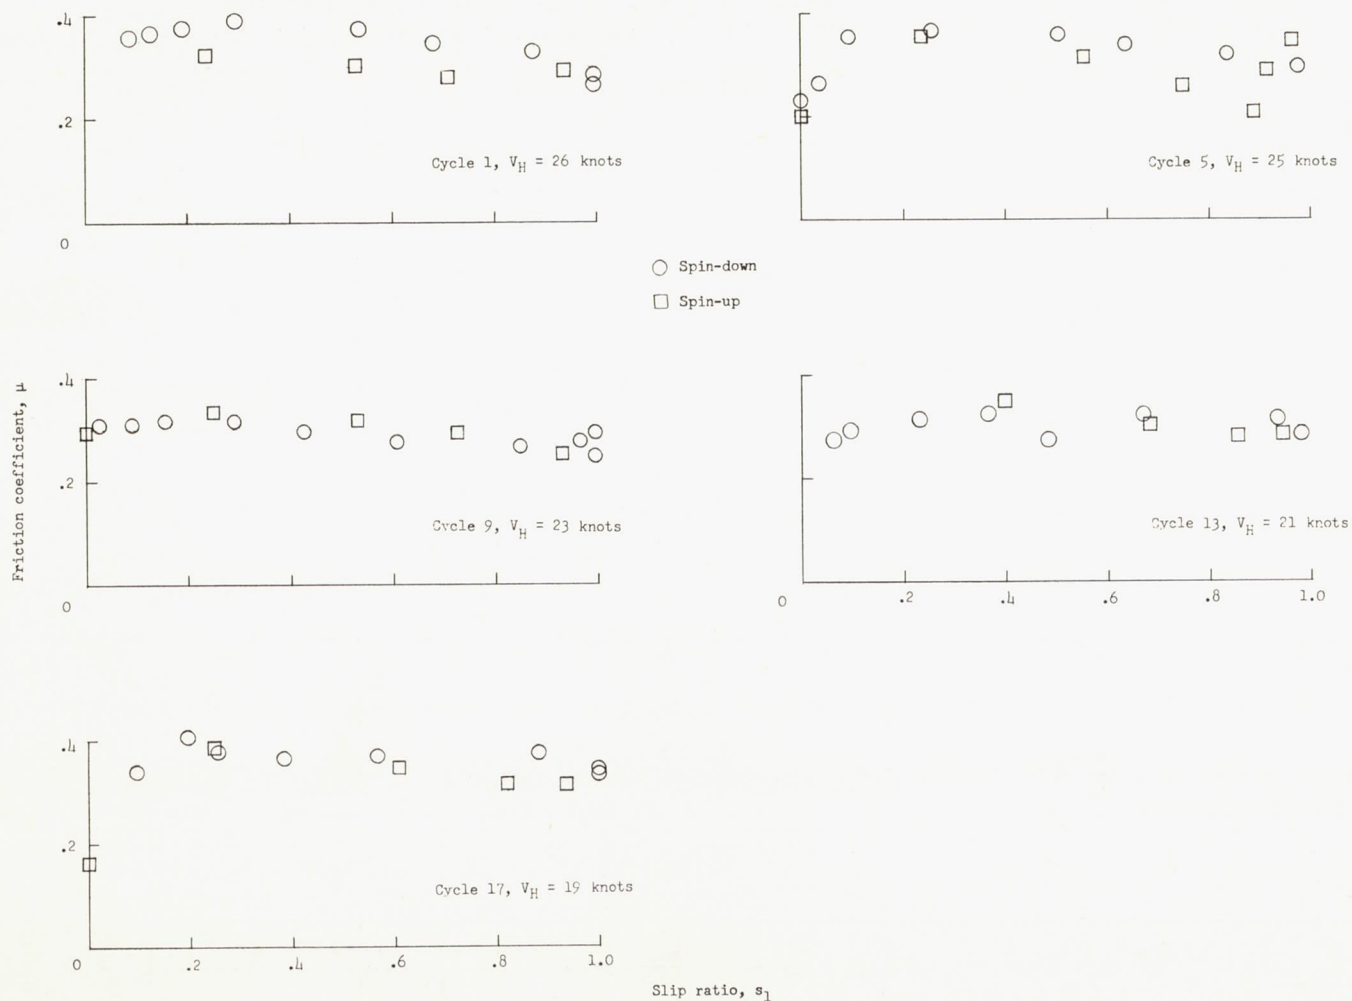 .4
.2
0
Cycle 1, V_H = 26 knots
Cycle 5, V_H = 25 knots
Spin-down
Spin-up
Friction coefficient, μ
.4
.2
0
Cycle 9, V_H = 23 knots
Cycle 13, V_H = 21 knots
0 .2 .4 .6 .8 1.0
.4
.2
Cycle 17, V_H = 19 knots
0 .2 .4 .6 .8 1.0
Slip ratio, s_1